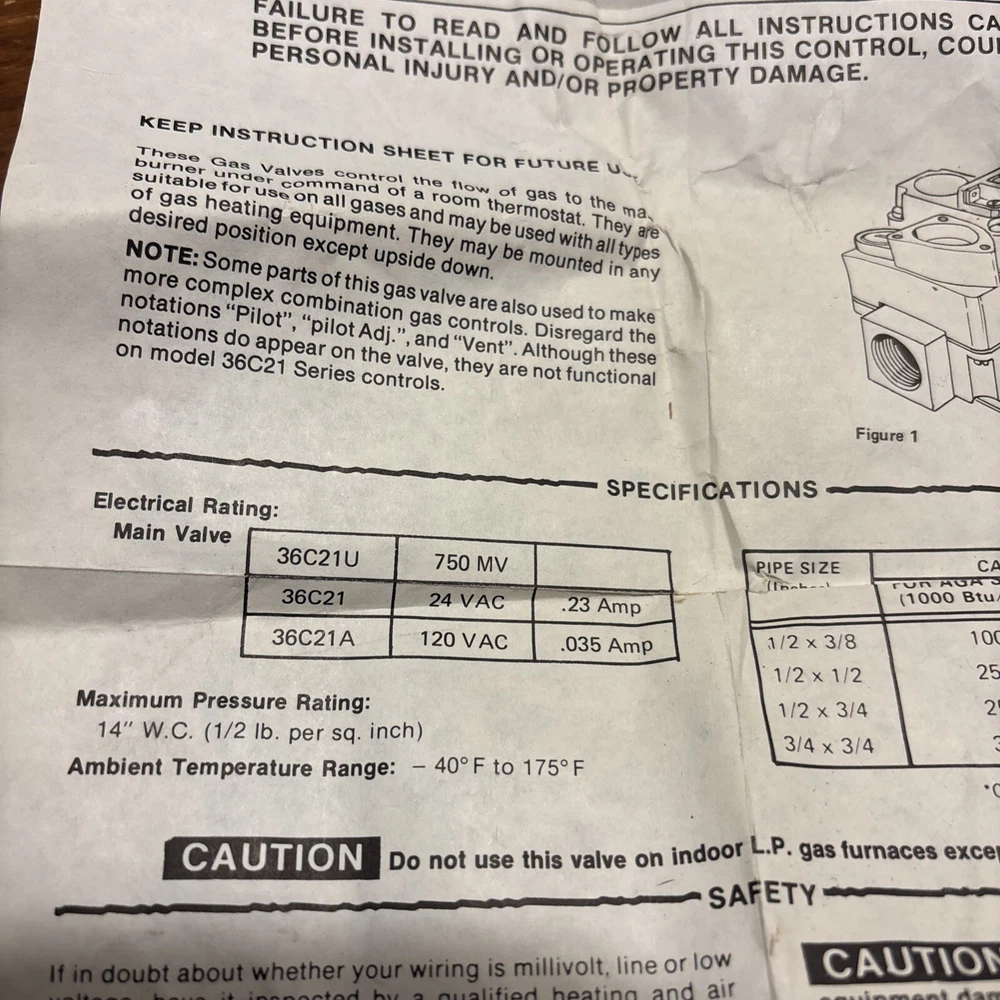 FAILURE TO READ AND FOLLOW ALL INSTRUCTIONS
BEFORE INSTALLING OR OPERATING THIS CONTROL,
PERSONAL INJURY AND/OR PROPERTY DAMAGE.
KEEP INSTRUCTION SHEET FOR FUTURE
These Gas Valves control the flow of gas to the
burner under command of a room thermostat. They are
suitable for use on all gases and may be used with all types
of gas heating equipment. They may be mounted in any
desired position except upside down.
NOTE: Some parts of this gas valve are also used to make
more complex combination gas controls. Disregard the
notations “Pilot”, “pilot Adj.”, and “Vent”. Although these
notations do appear on the valve, they are not functional
on model 36C21 Series controls.
Figure 1
SPECIFICATIONS
Electrical Rating:
Main Valve
36C21U 750 MV
36C21 24 VAC .23 Amp
36C21A 120 VAC .035 Amp
PIPE SIZE
(1000 Btu/
1/2 x 3/8
1/2 x 1/2
1/2 x 3/4
3/4 x 3/4
Maximum Pressure Rating:
14" W.C. (1/2 lb. per sq. inch)
Ambient Temperature Range: – 40°F to 175°F
CAUTION Do not use this valve on indoor L.P. gas furnaces
SAFETY
If in doubt about whether your wiring is millivolt, line or low
have it inspected by a qualified heating and air
CAUTION